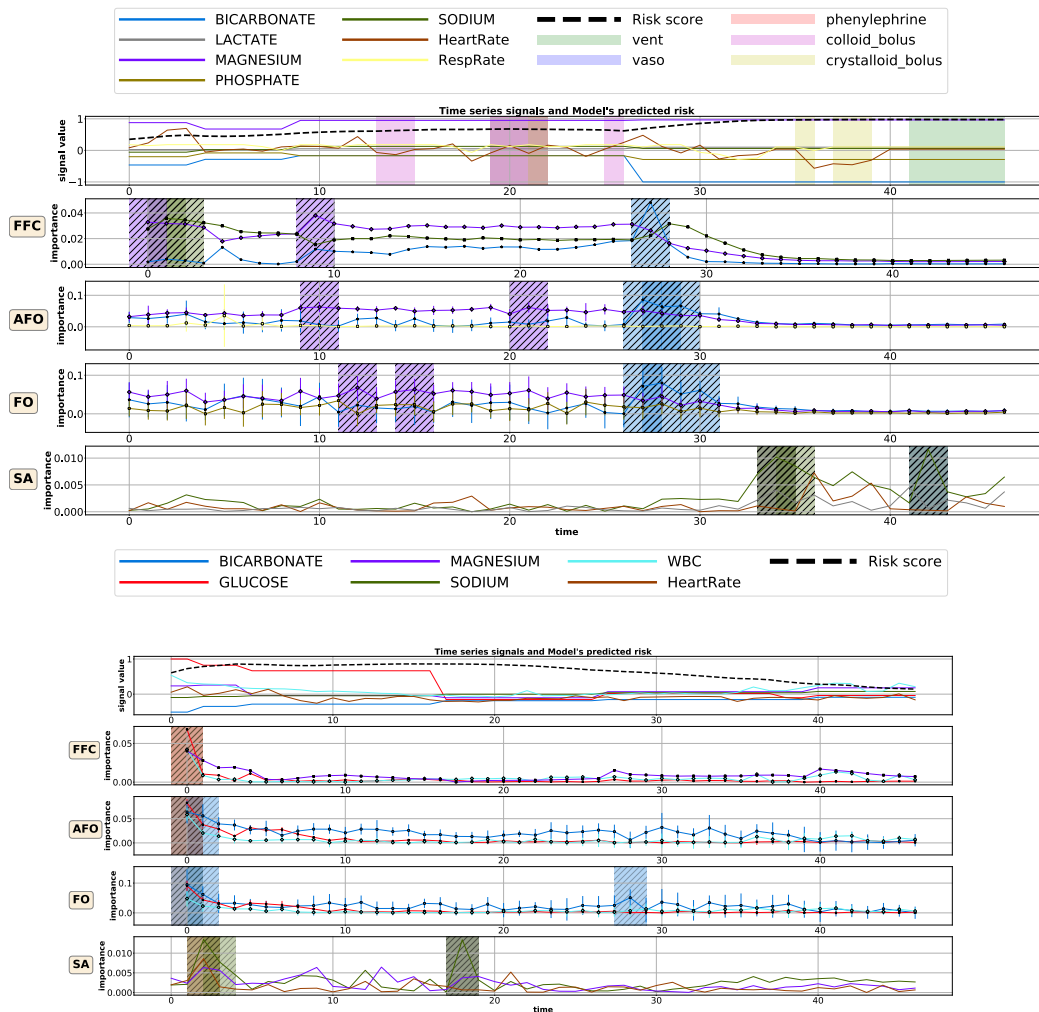 BICARBONATE SODIUM Risk score phenylephrine
LACTATE HeartRate vent colloid_bolus
MAGNESIUM RespRate vaso crystalloid_bolus
PHOSPHATE
Time series signals and Model's predicted risk
signal value
1
0
−1
0 10 20 30 40
FFC
importance
0.04
0.02
0.00
0 10 20 30 40
AFO
importance
0.1
0.0
0 10 20 30 40
FO
importance
0.1
0.0
0 10 20 30 40
SA
importance
0.010
0.005
0.000
0 10 20 30 40
time
BICARBONATE MAGNESIUM WBC Risk score
GLUCOSE SODIUM HeartRate
Time series signals and Model's predicted risk
signal value
1
0
0 10 20 30 40
FFC
importance
0.05
0.00
0 10 20 30 40
AFO
importance
0.05
0.00
0 10 20 30 40
FO
importance
0.1
0.0
0 10 20 30 40
SA
importance
0.010
0.005
0.000
0 10 20 30 40
time